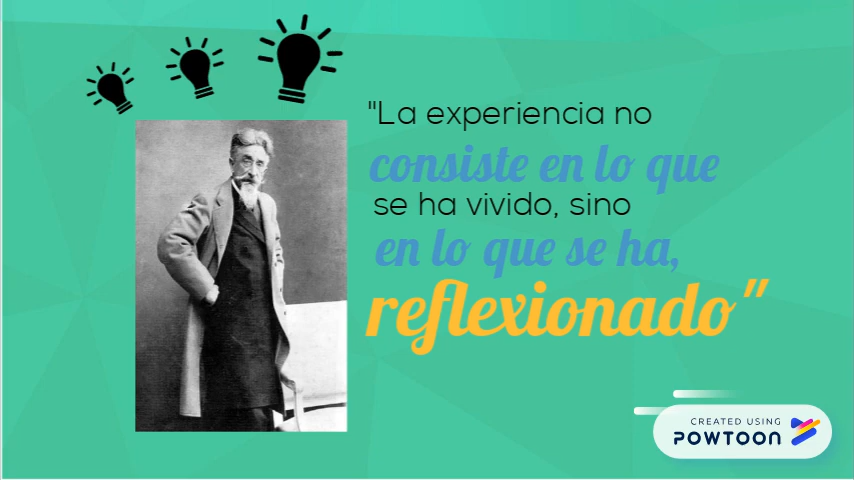 "La experiencia no
consiste en lo que
se ha vivido, sino
en lo que se ha,
reflexionado"
CREATED USING
POWTOON